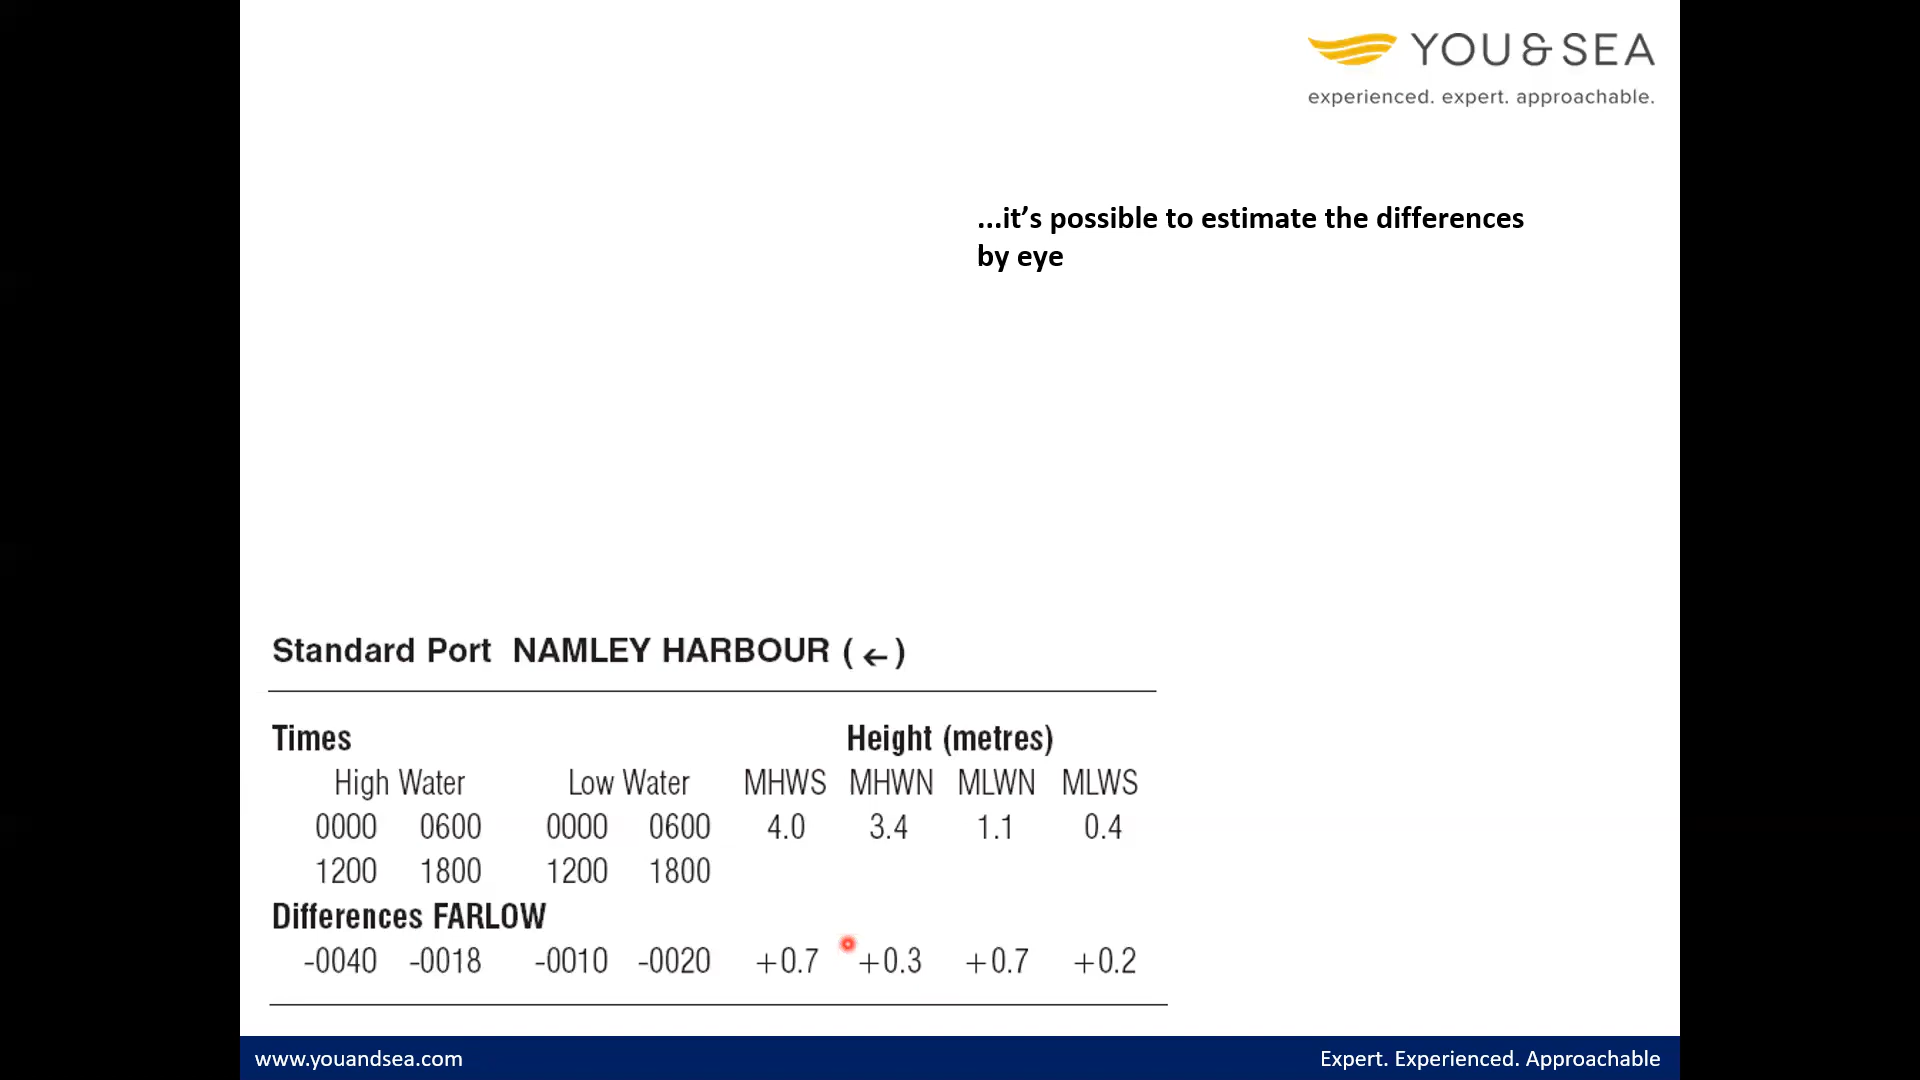 YOU & SEA
experienced. expert. approachable.
...it’s possible to estimate the differences
by eye
Standard Port NAMLEY HARBOUR (←)
Times Height (metres)
High Water Low Water MHWS MHWN MLWN MLWS
0000 0600 0000 0600 4.0 3.4 1.1 0.4
1200 1800 1200 1800
Differences FARLOW
-0040 -0018 -0010 -0020 +0.7 +0.3 +0.7 +0.2
www.youandsea.com Expert. Experienced. Approachable